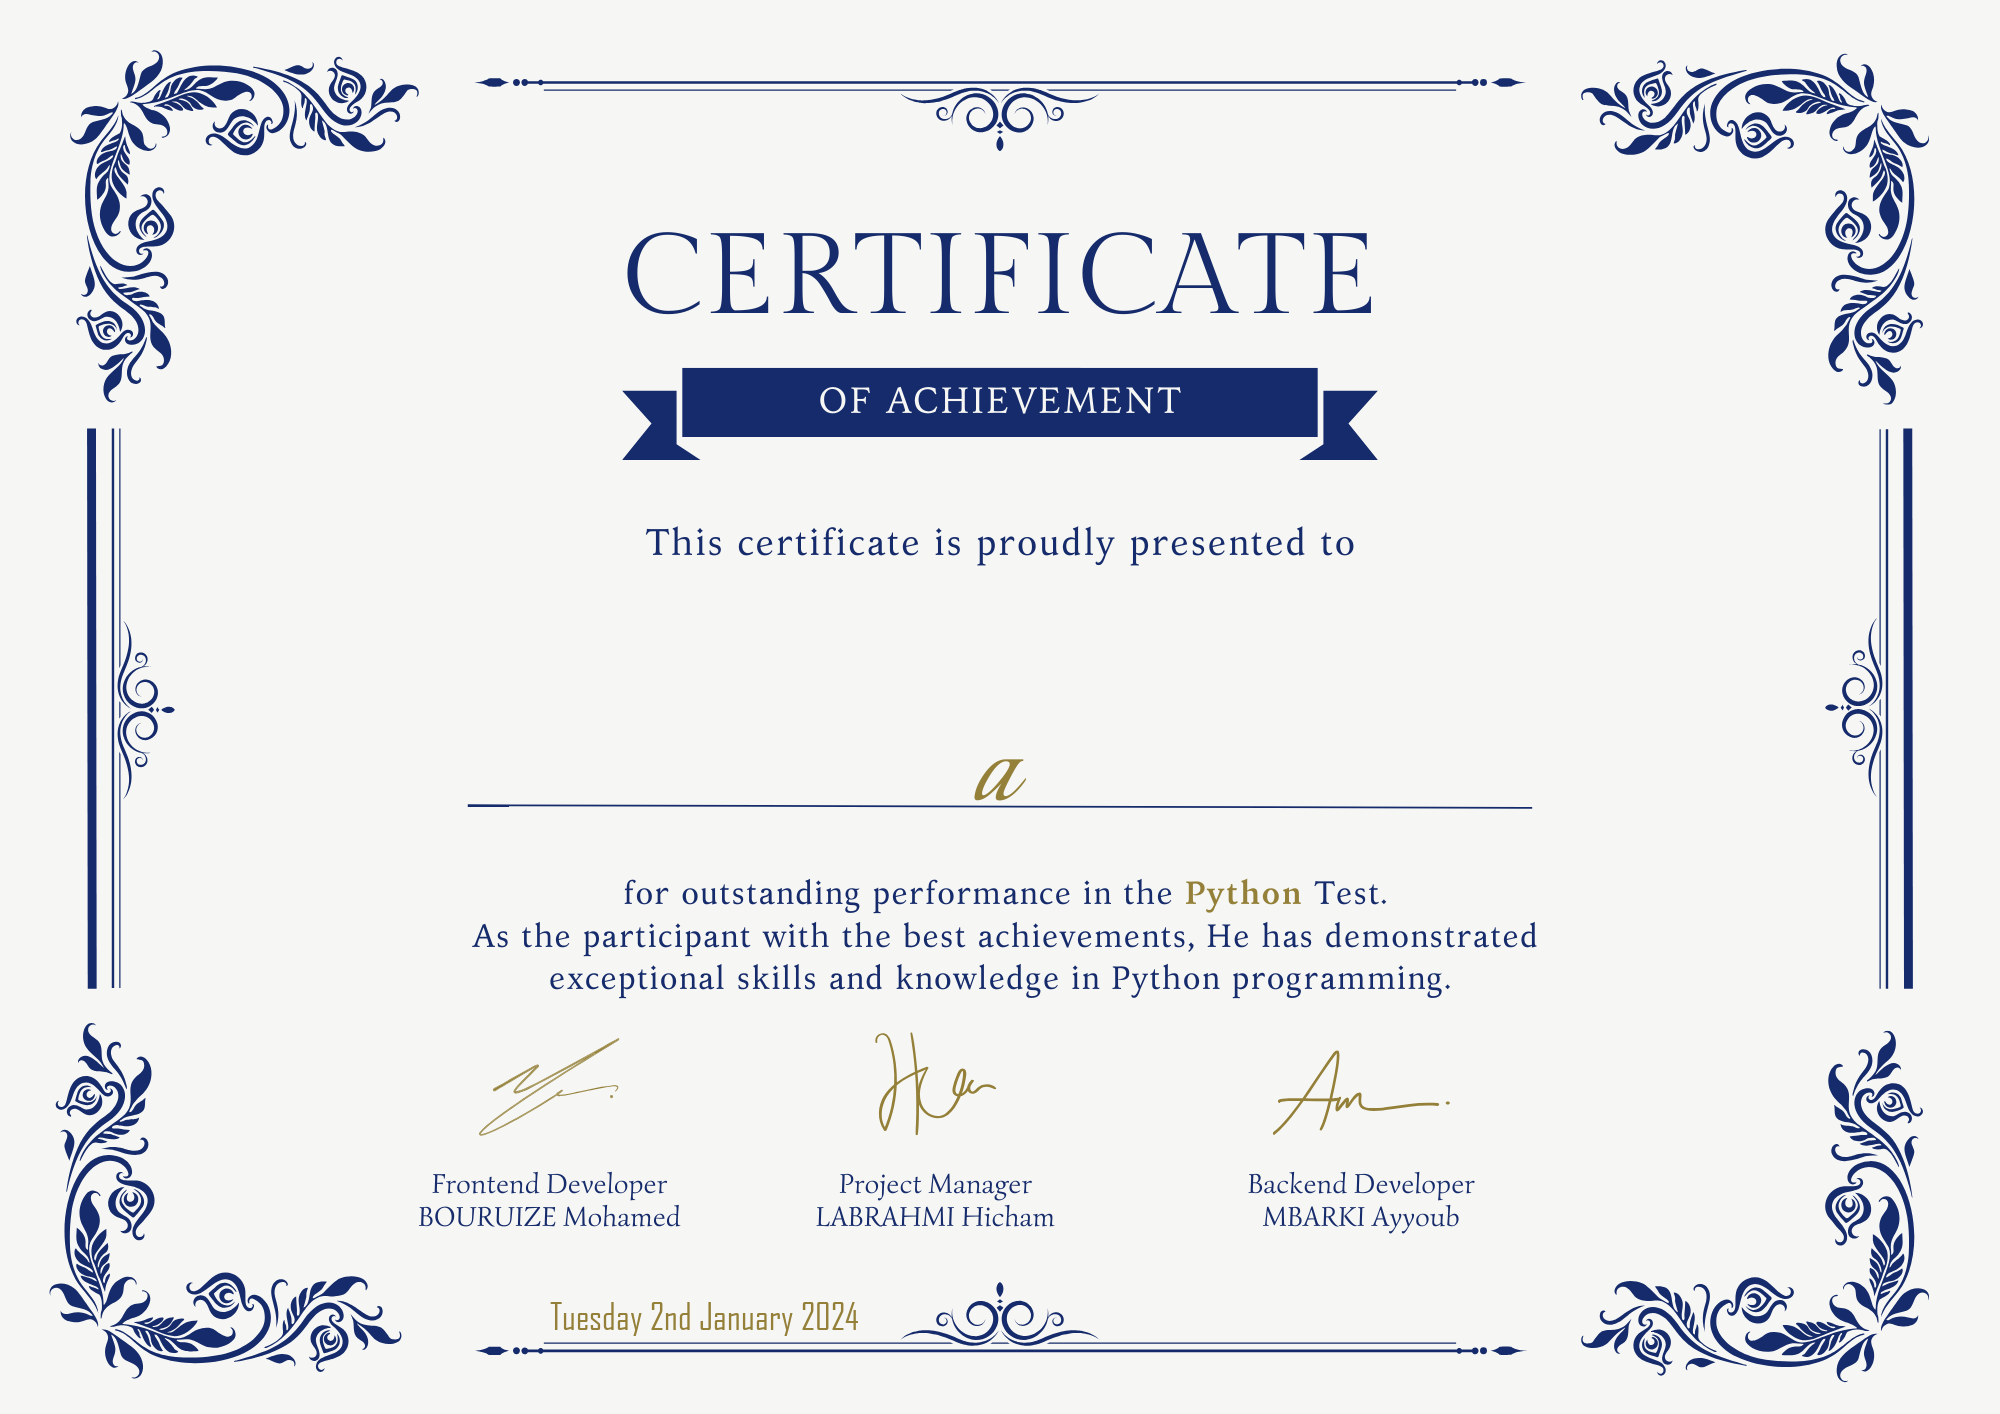 CERTIFICATE
OF ACHIEVEMENT
This certificate is proudly presented to
a
for outstanding performance in the Python Test.
As the participant with the best achievements, He has demonstrated
exceptional skills and knowledge in Python programming.
Frontend Developer
BOURUIZE Mohamed
Project Manager
LABRAHMI Hicham
Backend Developer
MBARKI Ayyoub
Tuesday 2nd January 2024